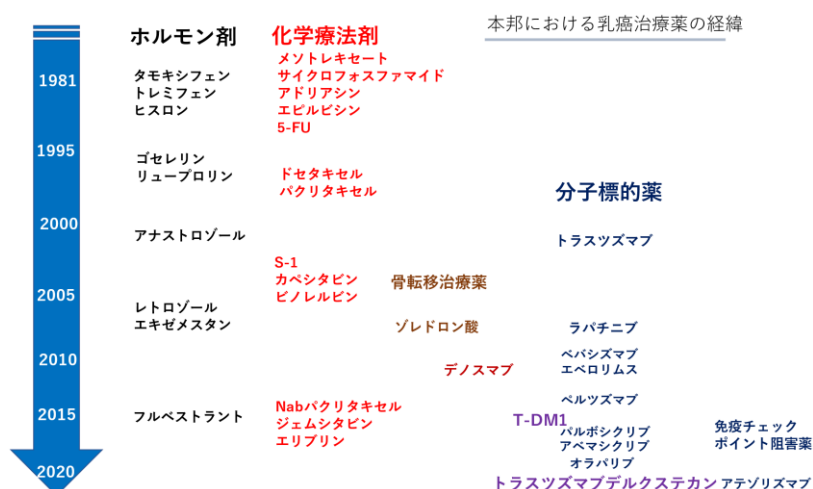 本邦における乳癌治療薬の経緯
ホルモン剤
化学療法剤
1981
タモキシフェン
トレミフェン
ヒスロン
メソトレキセート
サイクロフォスファマイド
アドリアシン
エピルビシン
5-FU
1995
ゴセレリン
リュープロリン
ドセタキセル
パクリタキセル
分子標的薬
2000
アナストロゾール
トラスツズマブ
S-1
カペシタビン
ビノレルビン
骨転移治療薬
2005
レトロゾール
エキゼメスタン
ゾレドロン酸
ラパチニブ
2010
デノスマブ
ベバシズマブ
エベロリムス
2015
フルベストラント
Nabパクリタキセル
ジェムシタビン
エリブリン
ペルツズマブ
T-DM1
パルボシクリブ
アベマシクリブ
オラパリブ
免疫チェック
ポイント阻害薬
2020
トラスツズマブデルクステカン
アテゾリズマブ